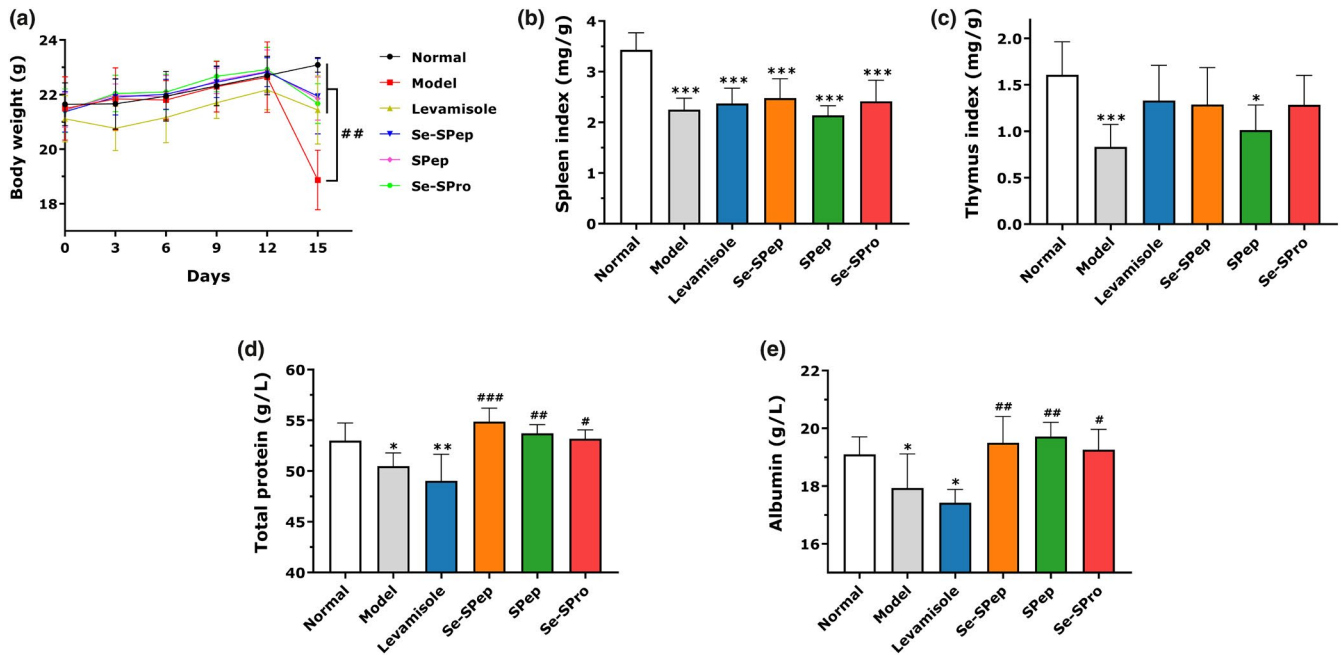 (a)
Body weight (g)
24
22
20
18
0 3 6 9 12 15
Days
##
Normal
Model
Levamisole
Se-SPep
SPep
Se-SPro
(b)
Spleen index (mg/g)
4
3
2
1
0
***
***
***
***
***
Normal
Model
Levamisole
Se-SPep
SPep
Se-SPro
(c)
Thymus index (mg/g)
2.0
1.5
1.0
0.5
0.0
***
*
Normal
Model
Levamisole
Se-SPep
SPep
Se-SPro
(d)
Total protein (g/L)
60
55
50
45
40
*
**
###
##
#
Normal
Model
Levamisole
Se-SPep
SPep
Se-SPro
(e)
Albumin (g/L)
22
20
18
16
*
*
##
##
#
Normal
Model
Levamisole
Se-SPep
SPep
Se-SPro